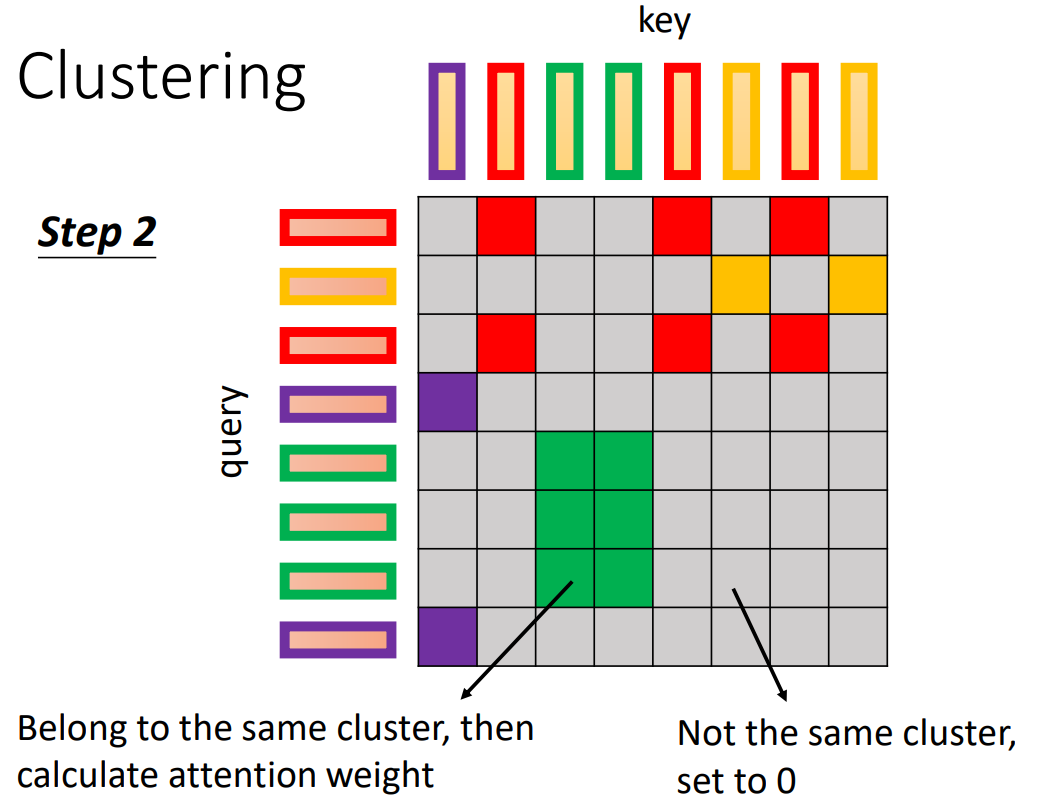 key
Clustering
Step 2
query
Belong to the same cluster, then
calculate attention weight
Not the same cluster,
set to 0